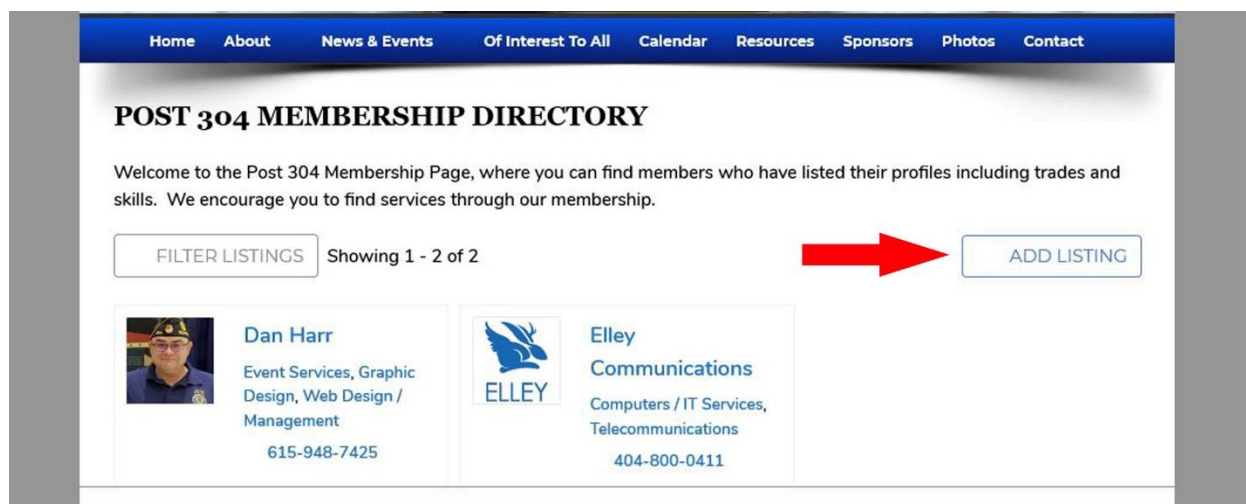 Home About News & Events Of Interest To All Calendar Resources Sponsors Photos Contact
POST 304 MEMBERSHIP DIRECTORY
Welcome to the Post 304 Membership Page, where you can find members who have listed their profiles including trades and
skills. We encourage you to find services through our membership.
FILTER LISTINGS Showing 1 - 2 of 2 ADD LISTING
Dan Harr
Event Services, Graphic
Design, Web Design /
Management
615-948-7425
ELLEY
Elley
Communications
Computers / IT Services,
Telecommunications
404-800-0411